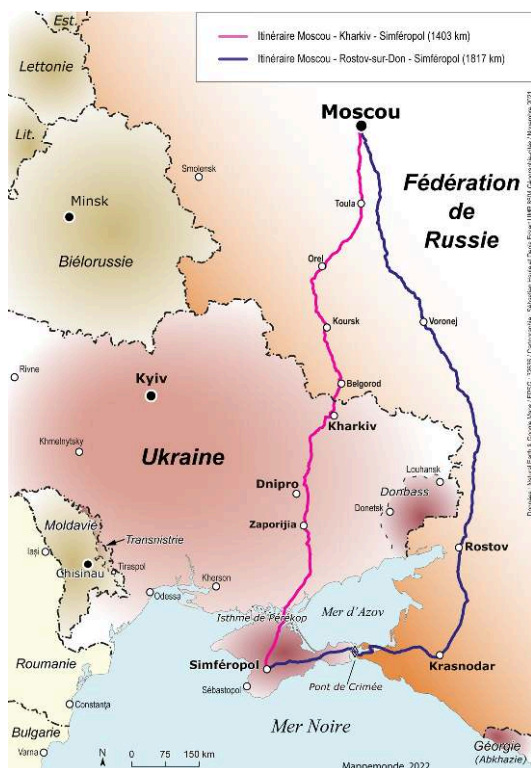 Itinéraire Moscou - Kharkiv - Simféropol (1403 km)
Itinéraire Moscou - Rostov-sur-Don - Simféropol (1817 km)
Est.
Lettonie
Lit.
Moscou
Smolensk
Fédération
de
Russie
Minsk
Toula
Biélorussie
Orel
Koursk
Voronej
Rivne
Kyiv
Belgorod
Kharkiv
Khmelnytsky
Ukraine
Louhansk
Dnipro
Donbass
Donetsk
Moldavie
Zaporijia
Transnistrie
Iaşi
Rostov
Chisinau
Tiraspol
Kherson
Odessa
Isthme de Pérékop
Mer d'Azov
Roumanie
Simféropol
Krasnodar
Sébastopol
Pont de Crimée
Constanţa
Mer Noire
Bulgarie
Géorgie
(Abkhazie)
Varna
N
0 75 150 km
Mappemonde, 2022